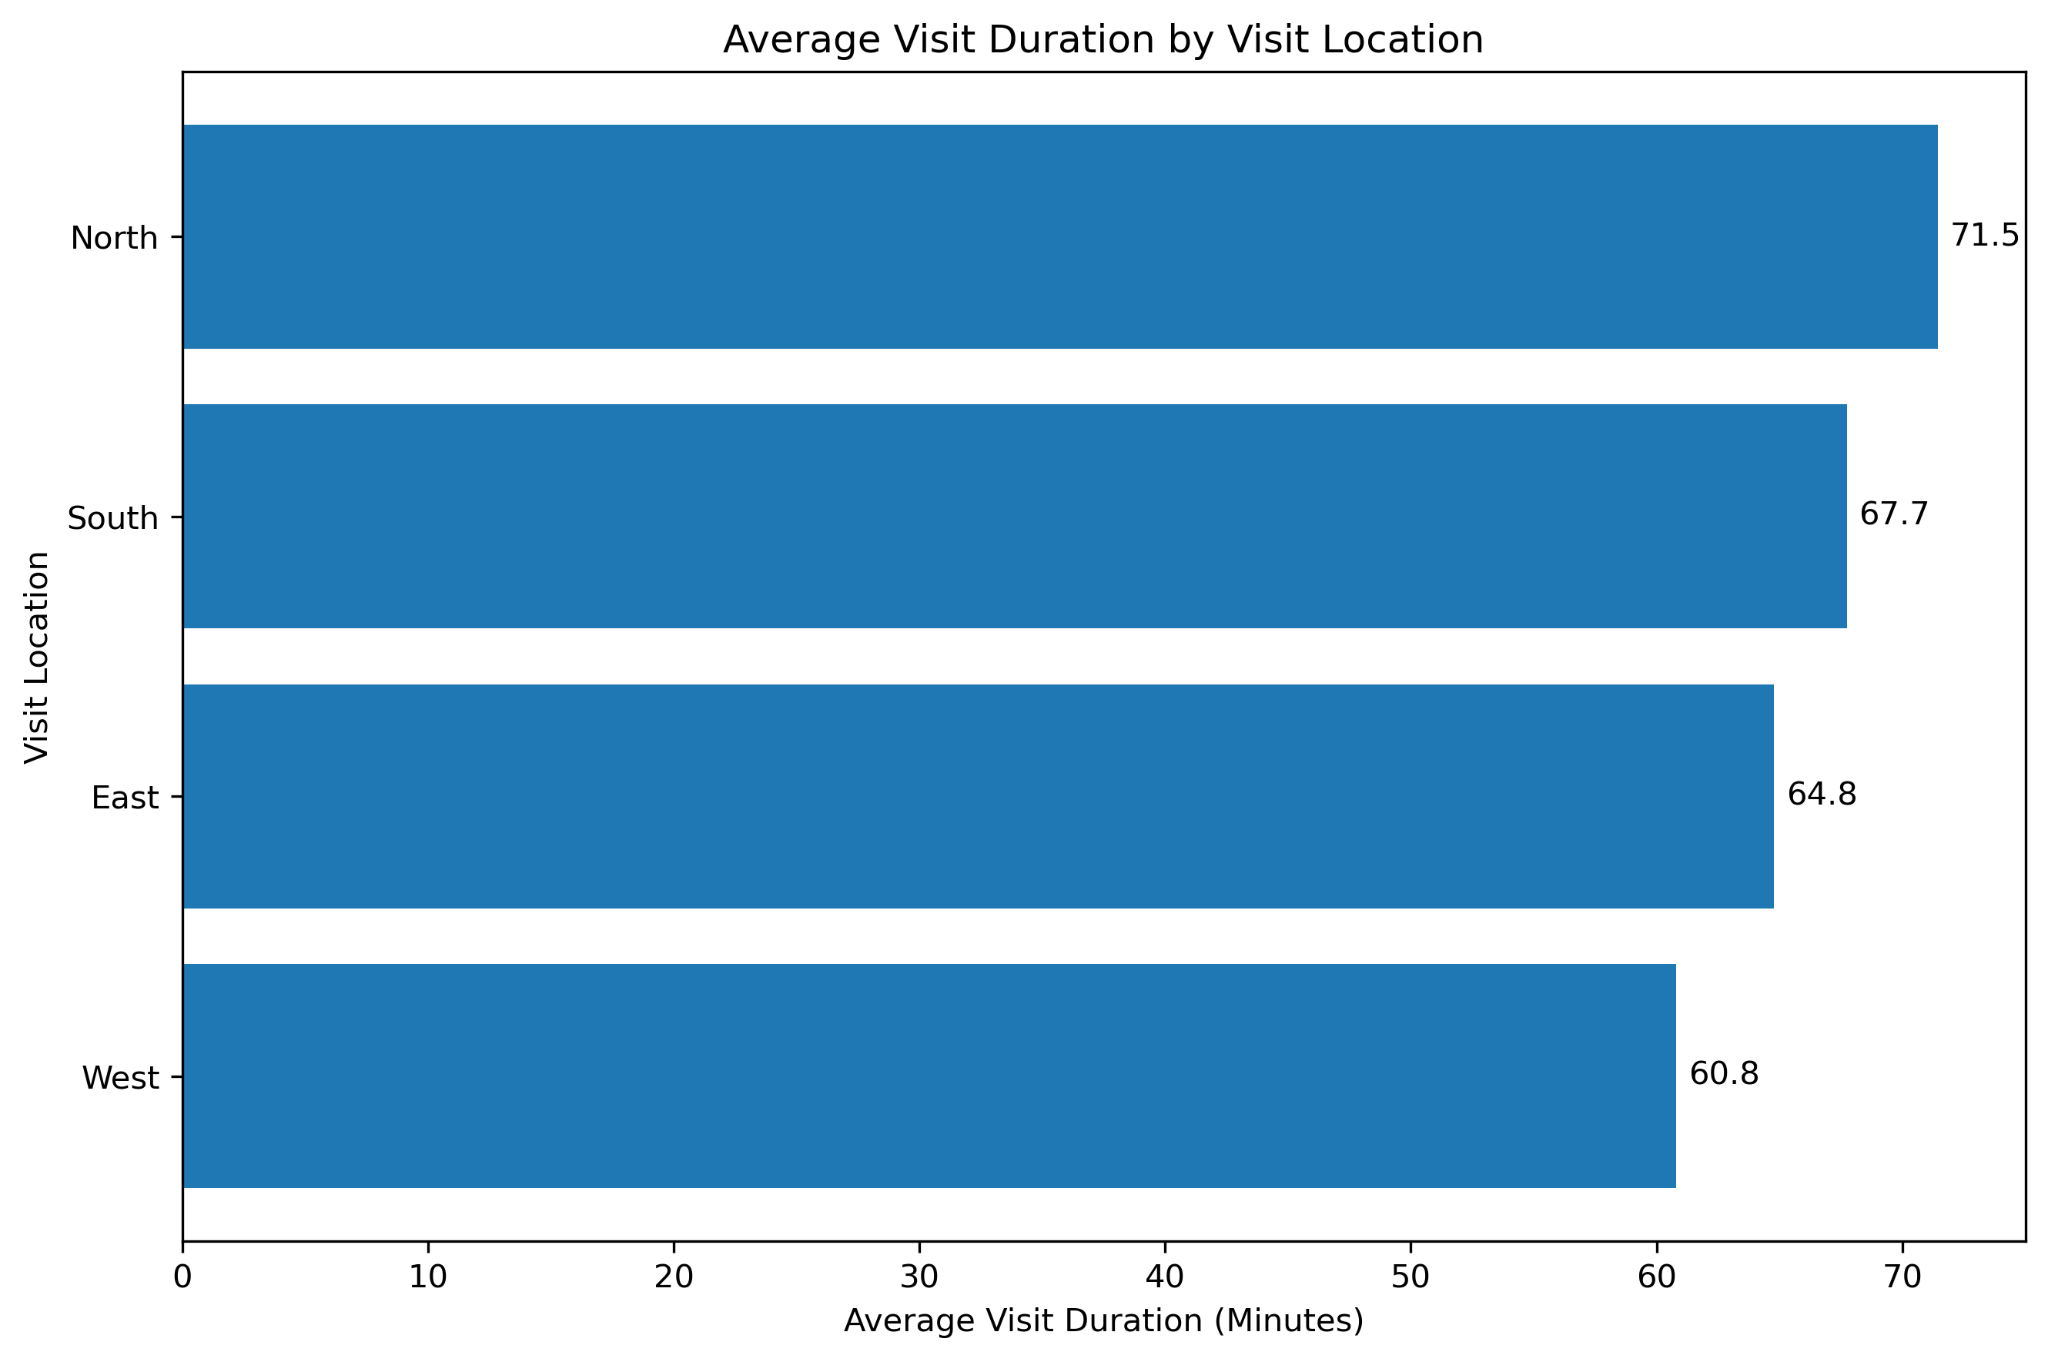 Average Visit Duration by Visit Location
Visit Location
North
71.5
South
67.7
East
64.8
West
60.8
0 10 20 30 40 50 60 70
Average Visit Duration (Minutes)